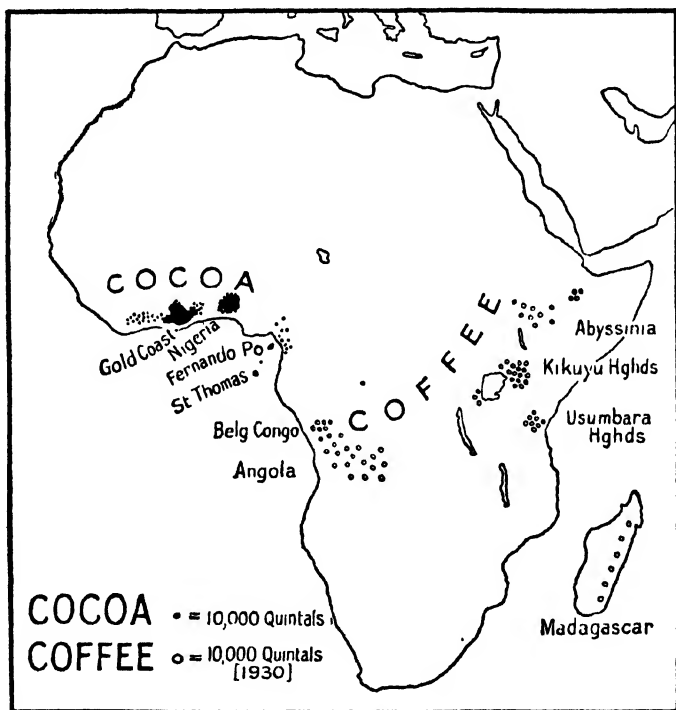 COCOA
Gold Coast
Nigeria
Fernando Po
St Thomas
COFFEE
Abyssinia
Kikuyu Hghds
Usumbara
Hghds
Belg Congo
Angola
Madagascar
COCOA • = 10,000 Quintals
COFFEE o = 10,000 Quintals
[1930]